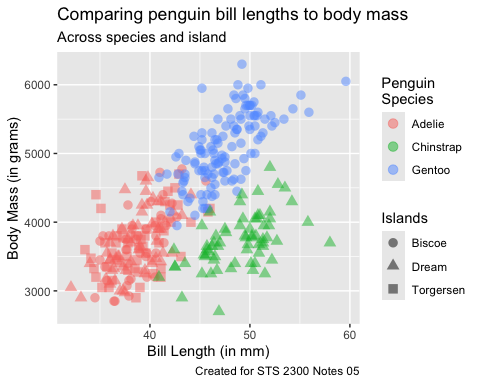 Comparing penguin bill lengths to body mass
Across species and island
6000
5000
4000
3000
Body Mass (in grams)
40
50
60
Bill Length (in mm)
Penguin
Species
Adelie
Chinstrap
Gentoo
Islands
Biscoe
Dream
Torgersen
Created for STS 2300 Notes 05